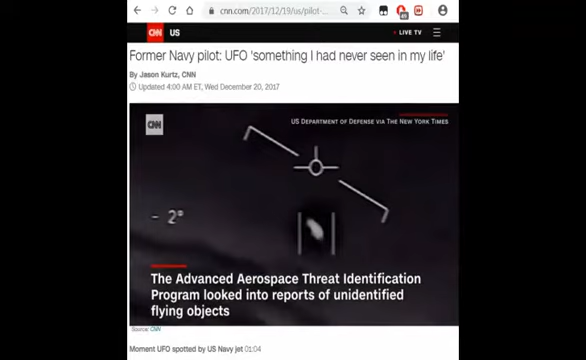 cnn.com/2017/12/19/us/pilot-
CNN US
LIVE TV
Former Navy pilot: UFO 'something I had never seen in my life'
By Jason Kurtz, CNN
Updated 4:00 AM ET, Wed December 20, 2017
CNN
US DEPARTMENT OF DEFENSE VIA THE NEW YORK TIMES
- 2°
The Advanced Aerospace Threat Identification
Program looked into reports of unidentified
flying objects
Source: CNN
Moment UFO spotted by US Navy jet 01:04